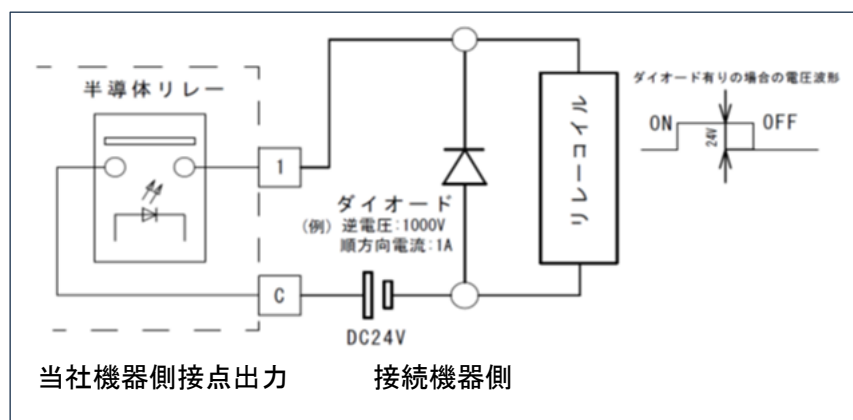 半導体リレー
1
C
ダイオード
(例) 逆電圧:1000V
順方向電流:1A
DC24V
リレーコイル
ダイオード有りの場合の電圧波形
ON
24V
OFF
当社機器側接点出力
接続機器側